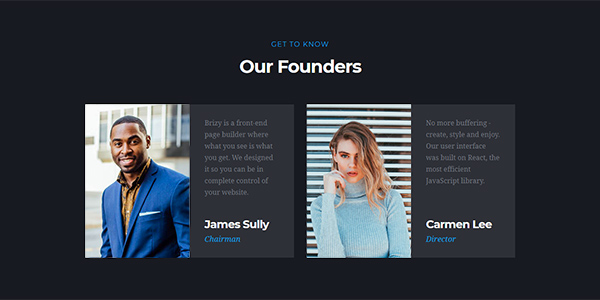 GET TO KNOW
Our Founders
Brizy is a front-end
page builder where
what you see is what
you get. We designed
it so you can be in
complete control of
your website.
James Sully
Chairman
No more buffering -
create, style and enjoy.
Our user interface
was built on React, the
most efficient
JavaScript library.
Carmen Lee
Director